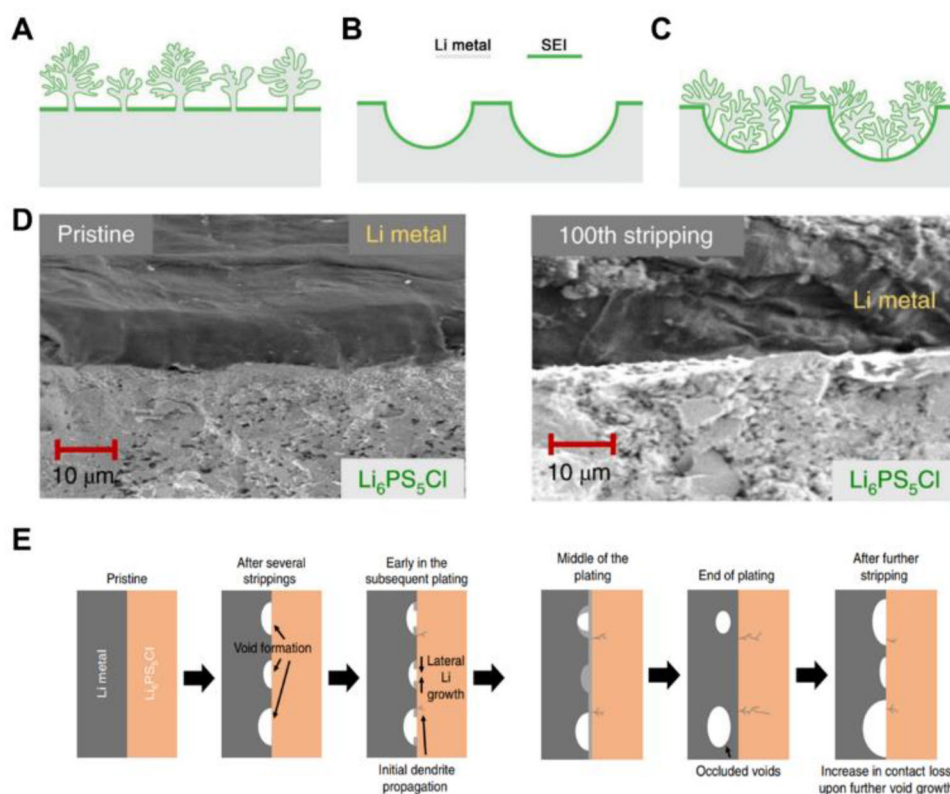 A
B
C
Li metal
SEI
D
Pristine
Li metal
10 μm
Li₆PS₅Cl
100th stripping
Li metal
10 μm
Li₆PS₅Cl
E
Pristine
Li metal
Li₆PS₅Cl
After several
strippings
Void formation
Early in the
subsequent plating
Lateral
Li
growth
Initial dendrite
propagation
Middle of the
plating
End of plating
Occluded voids
After further
stripping
Increase in contact loss
upon further void growth